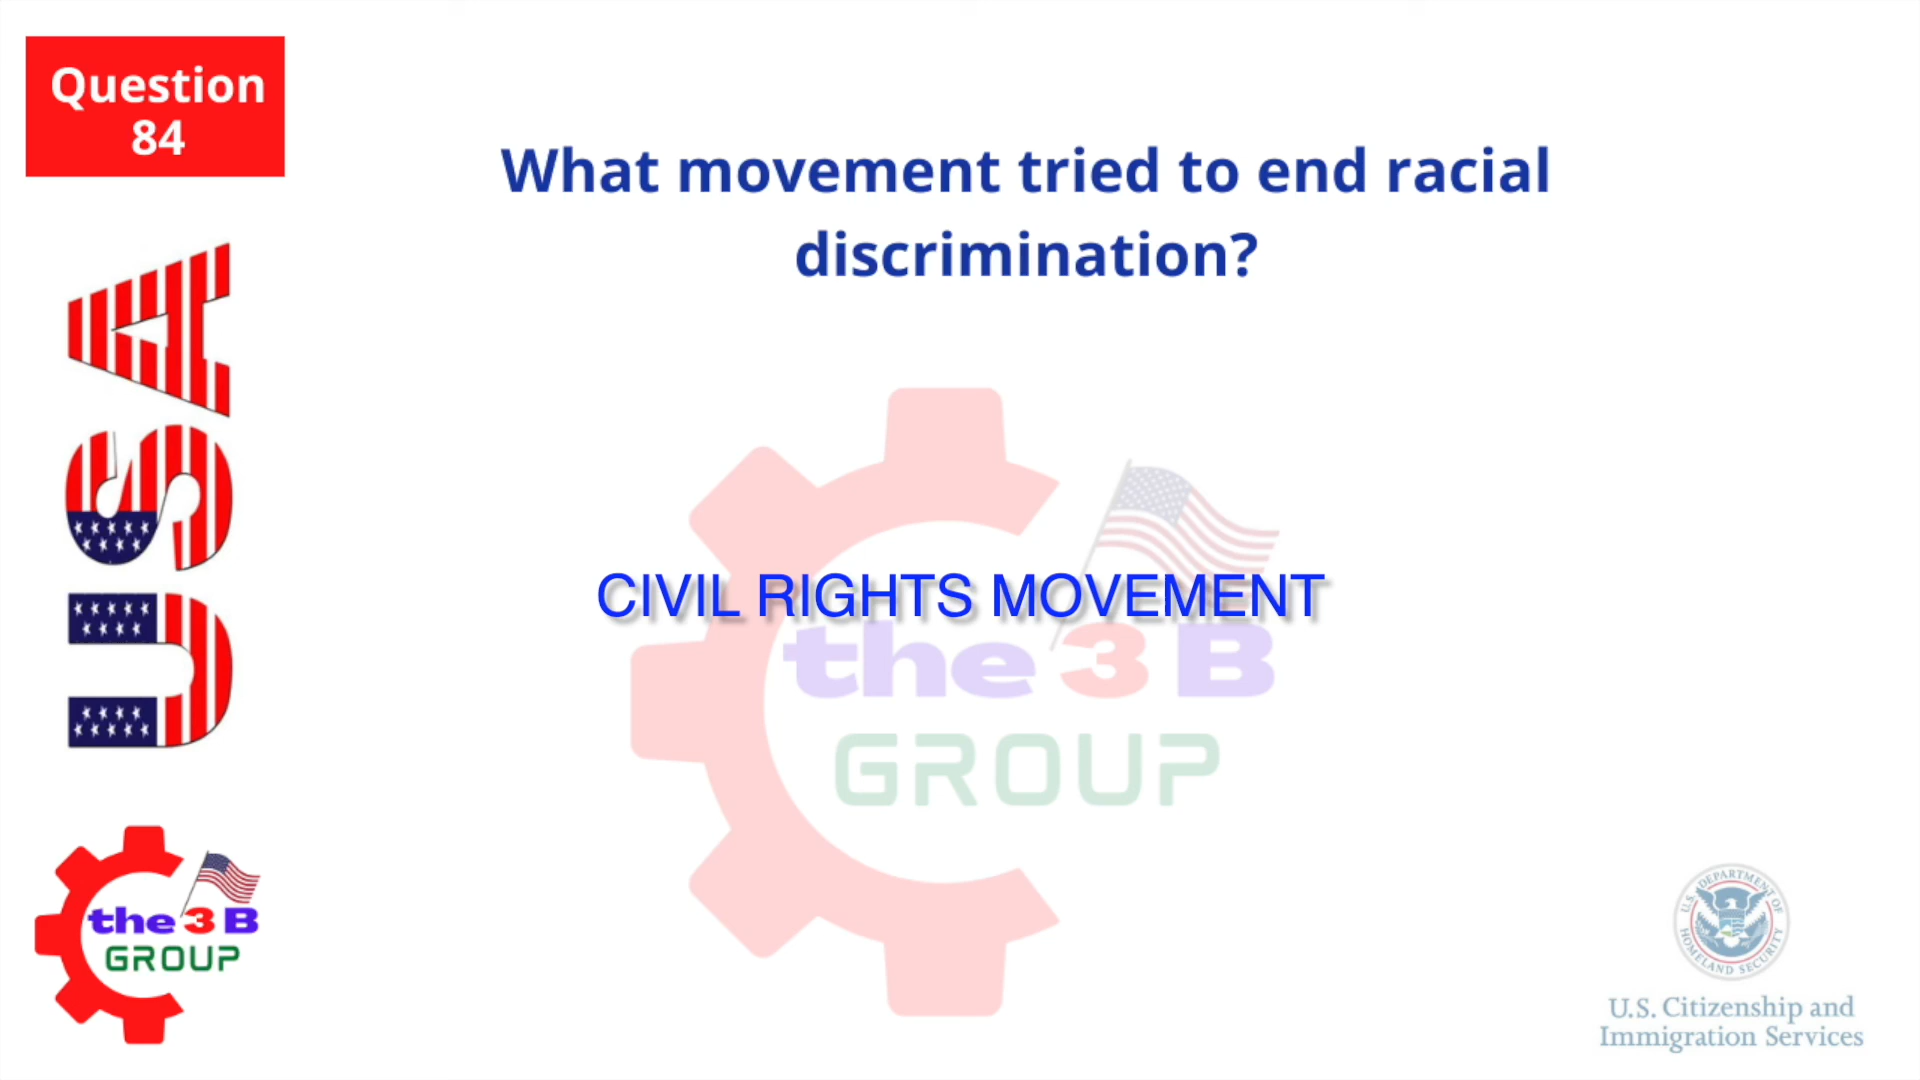 Question
84
What movement tried to end racial
discrimination?
USA
CIVIL RIGHTS MOVEMENT
the 3 B
GROUP
the 3 B
GROUP
U.S. DEPARTMENT OF
HOMELAND SECURITY
U.S. Citizenship and
Immigration Services